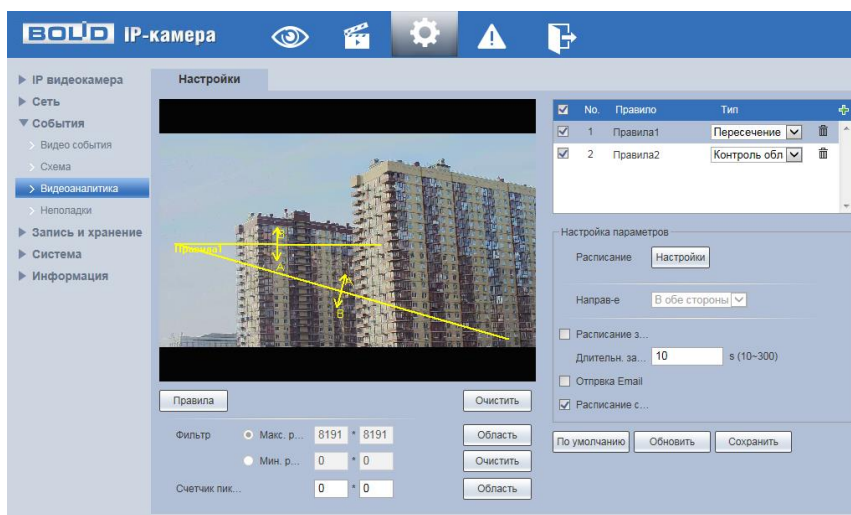 BOLID IP-камера
IP видеокамера
Сеть
События
Видео события
Схема
Видеоаналитика
Неполадки
Запись и хранение
Система
Информация
Настройки
Правила1
В
А
А
Б
Правила
Очистить
Фильтр Макс. р... 8191 * 8191 Область
Мин. р... 0 * 0 Очистить
Счетчик пик... 0 * 0 Область
No. Правило Тип
1 Правила1 Пересечение
2 Правила2 Контроль обл
Настройка параметров
Расписание Настройки
Направ-е В обе стороны
Расписание з...
Длительн. за... 10 s (10~300)
Отпрвка Email
Расписание с...
По умолчанию Обновить Сохранить